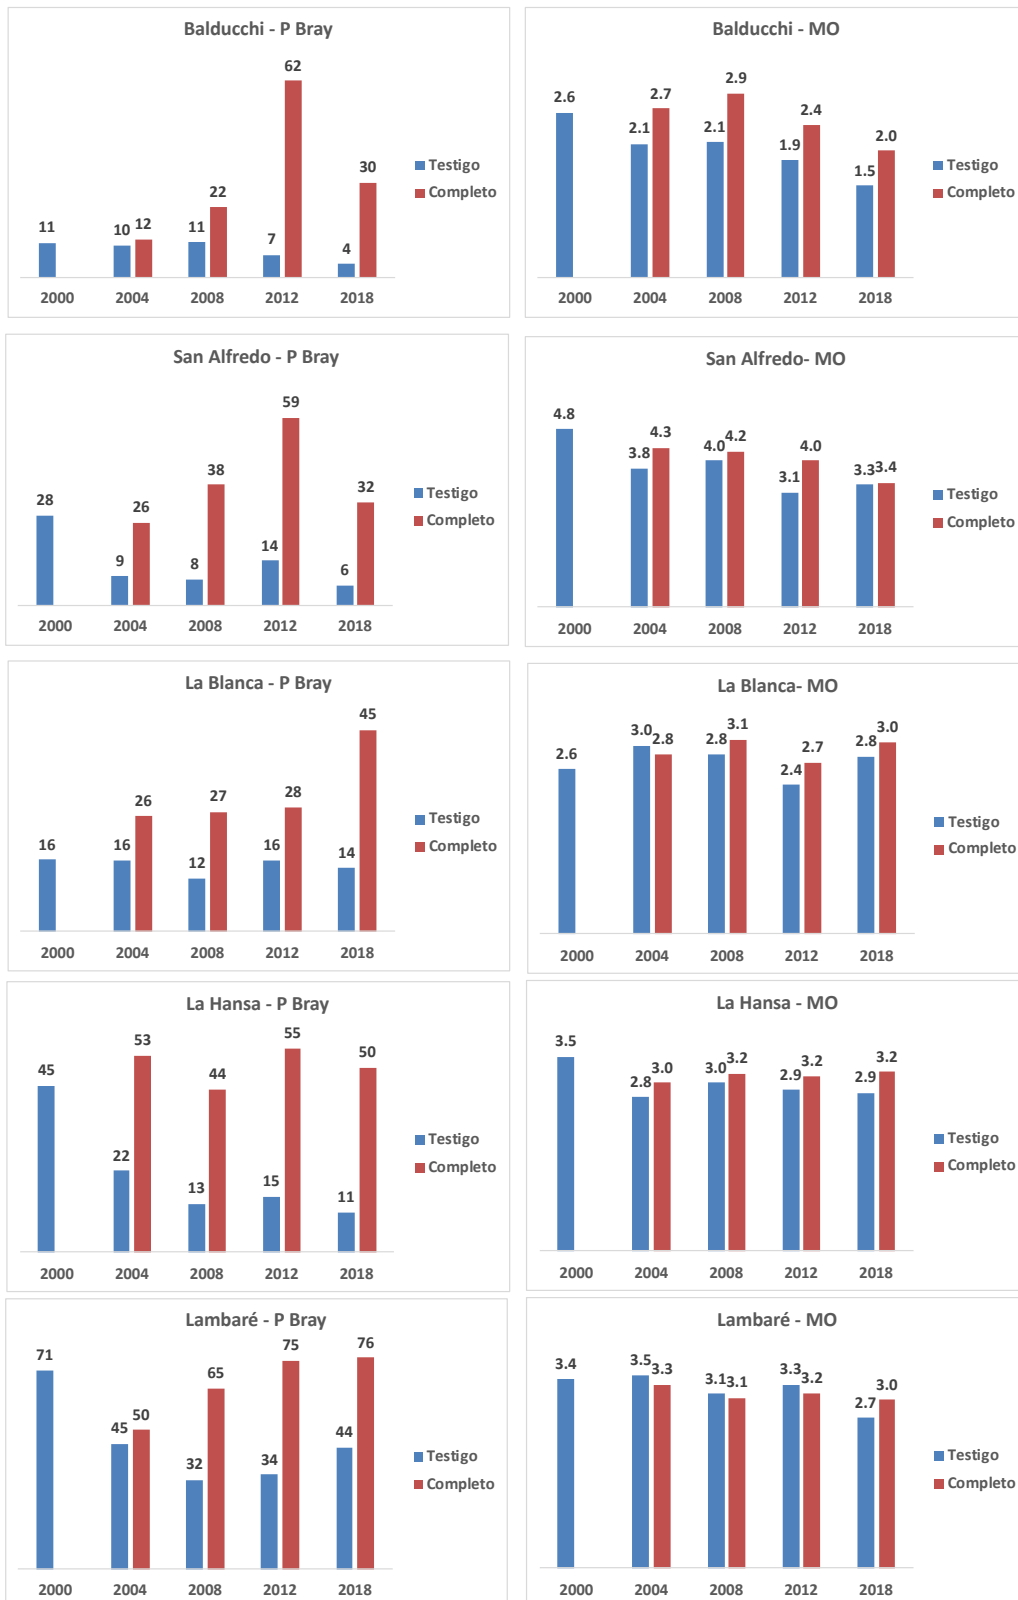 Balducchi - P Bray
11 10 12 11 22 7 62 4 30
Testigo
Completo
2000 2004 2008 2012 2018
Balducchi - MO
2.6 2.1 2.7 2.1 2.9 1.9 2.4 1.5 2.0
Testigo
Completo
2000 2004 2008 2012 2018
San Alfredo - P Bray
28 9 26 8 38 14 59 6 32
Testigo
Completo
2000 2004 2008 2012 2018
San Alfredo- MO
4.8 3.8 4.3 4.0 4.2 3.1 4.0 3.3 3.4
Testigo
Completo
2000 2004 2008 2012 2018
La Blanca - P Bray
16 16 26 12 27 16 28 14 45
Testigo
Completo
2000 2004 2008 2012 2018
La Blanca- MO
2.6 3.0 2.8 2.8 3.1 2.4 2.7 2.8 3.0
Testigo
Completo
2000 2004 2008 2012 2018
La Hansa - P Bray
45 22 53 13 44 15 55 11 50
Testigo
Completo
2000 2004 2008 2012 2018
La Hansa - MO
3.5 2.8 3.0 3.0 3.2 2.9 3.2 2.9 3.2
Testigo
Completo
2000 2004 2008 2012 2018
Lambaré - P Bray
71 45 50 32 65 34 75 44 76
Testigo
Completo
2000 2004 2008 2012 2018
Lambaré - MO
3.4 3.5 3.3 3.1 3.1 3.3 3.2 2.7 3.0
Testigo
Completo
2000 2004 2008 2012 2018